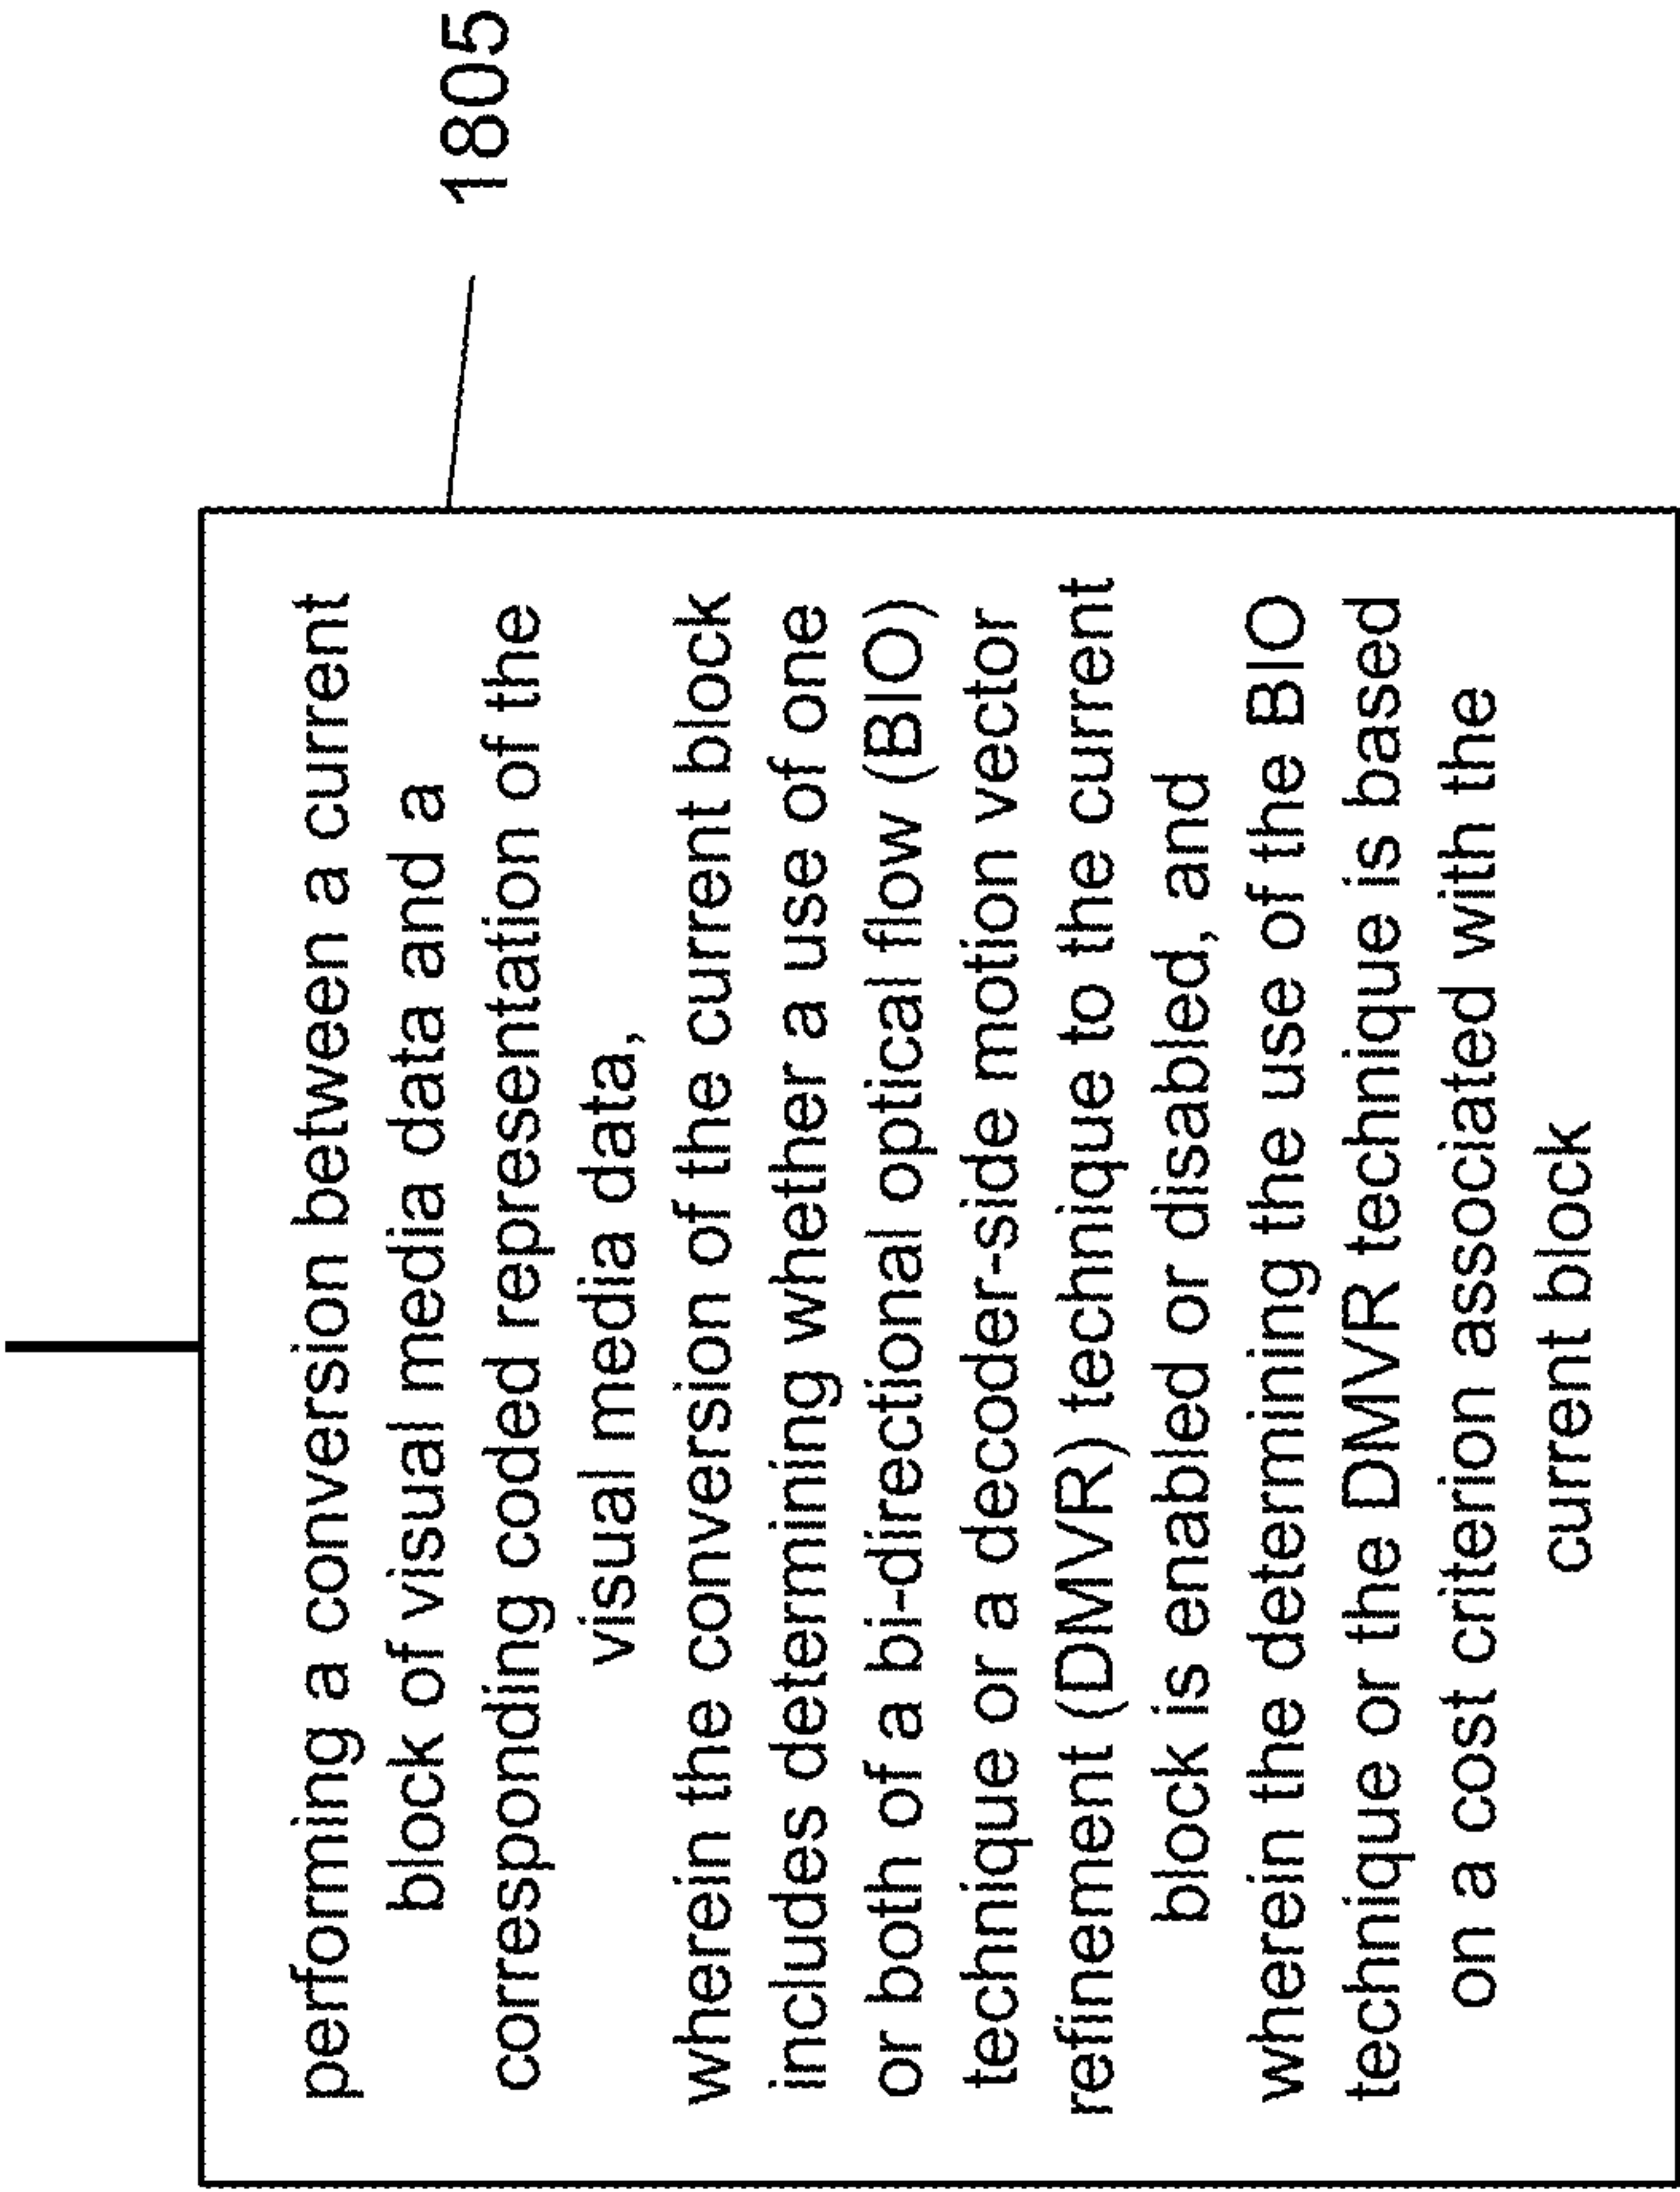 performing a conversion between a current
block of visual media data and a
corresponding coded representation of the
visual media data,
wherein the conversion of the current block
includes determining whether a use of one
or both of a bi-directional optical flow (BIO)
technique or a decoder-side motion vector
refinement (DMVR) technique to the current
block is enabled or disabled, and
wherein the determining the use of the BIO
technique or the DMVR technique is based
on a cost criterion associated with the
current block
1805